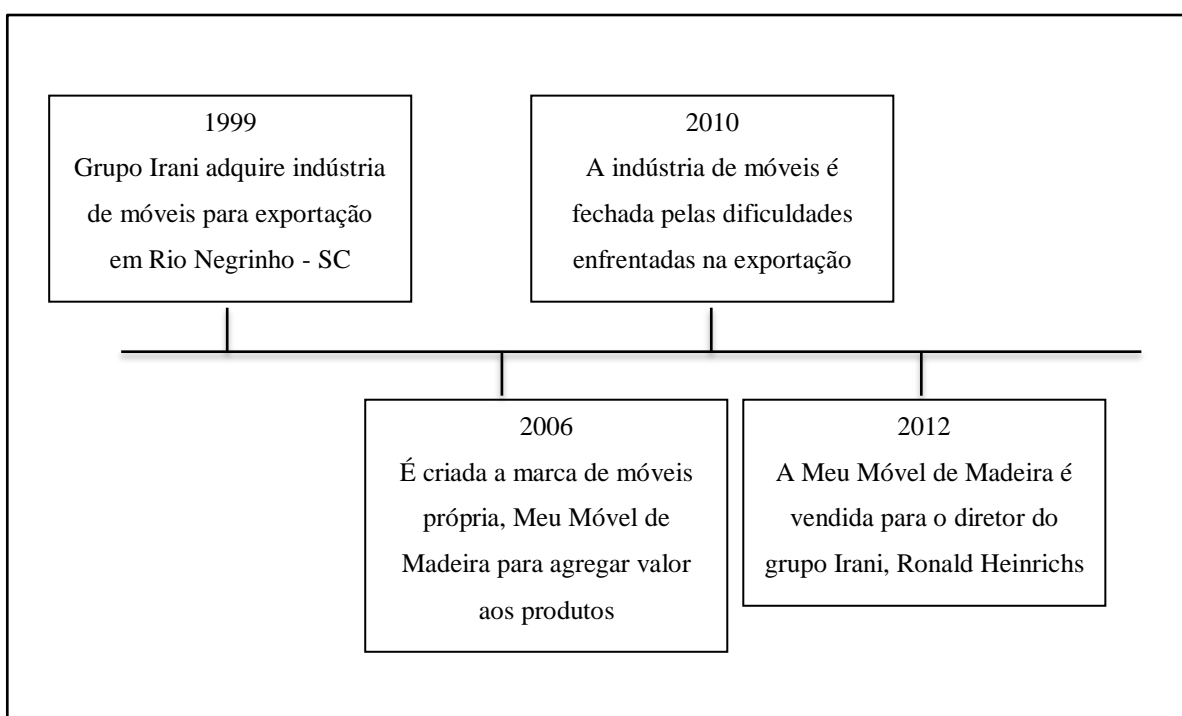 1999
Grupo Irani adquire indústria
de móveis para exportação
em Rio Negrinho - SC
2010
A indústria de móveis é
fechada pelas dificuldades
enfrentadas na exportação
2006
É criada a marca de móveis
própria, Meu Móvel de
Madeira para agregar valor
aos produtos
2012
A Meu Móvel de Madeira é
vendida para o diretor do
grupo Irani, Ronald Heinrichs